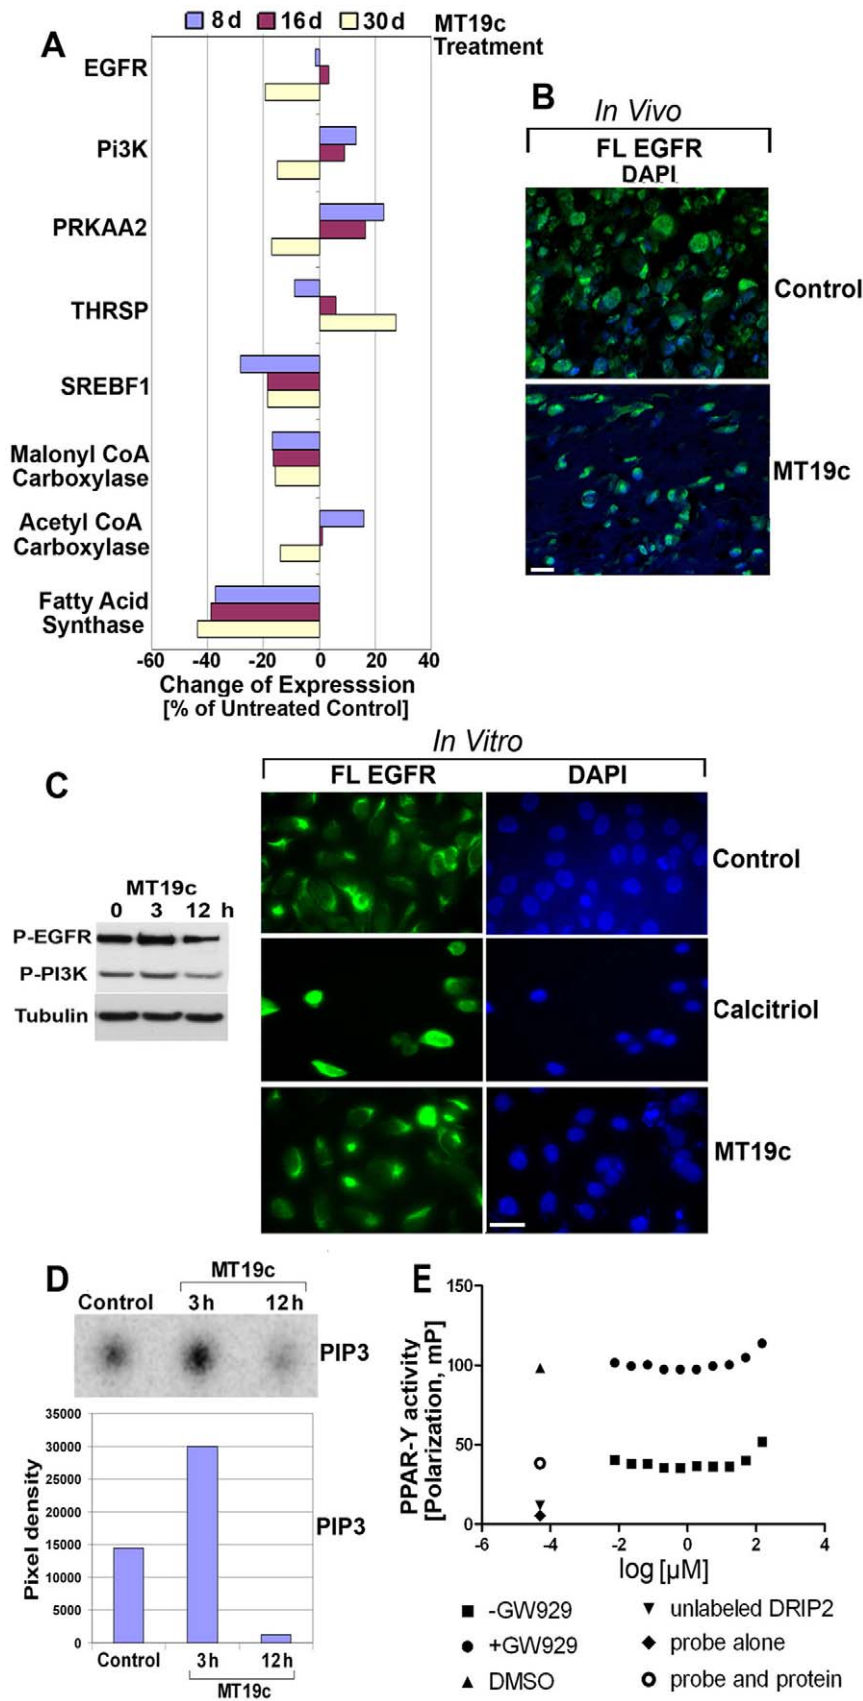 8 d 16 d 30 d MT19c
Treatment
A
EGFR
Pi3K
PRKAA2
THRSP
SREBF1
Malonyl CoA
Carboxylase
Acetyl CoA
Carboxylase
Fatty Acid
Synthase
-60 -40 -20 0 20 40
Change of Expresssion
[% of Untreated Control]
B
In Vivo
FL EGFR
DAPI
Control
MT19c
C
In Vitro
FL EGFR DAPI
Control
Calcitriol
MT19c
MT19c
0 3 12 h
P-EGFR
P-PI3K
Tubulin
D
MT19c
Control 3 h 12 h
PIP3
35000
30000
25000
20000
15000
10000
5000
0
Pixel density
PIP3
Control 3 h 12 h
MT19c
E
150
100
50
0
PPAR-Y activity
[Polarization, mP]
-6 -4 -2 0 2 4
log [µM]
-GW929
+GW929
DMSO
unlabeled DRIP2
probe alone
probe and protein